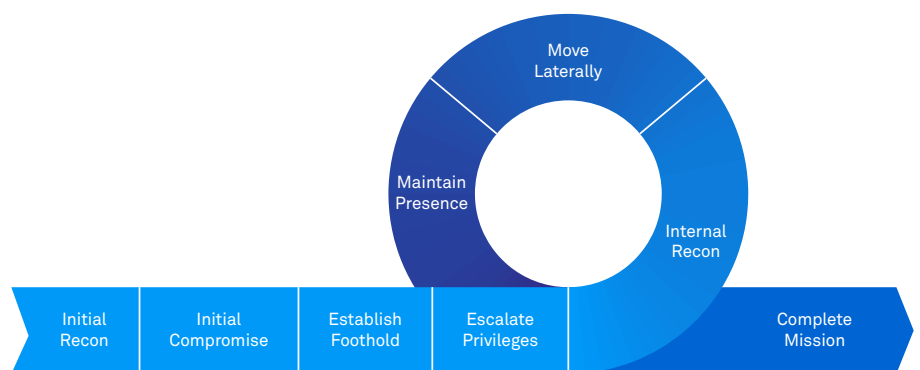 Move
Laterally
Maintain
Presence
Internal
Recon
Initial
Recon
Initial
Compromise
Establish
Foothold
Escalate
Privileges
Complete
Mission